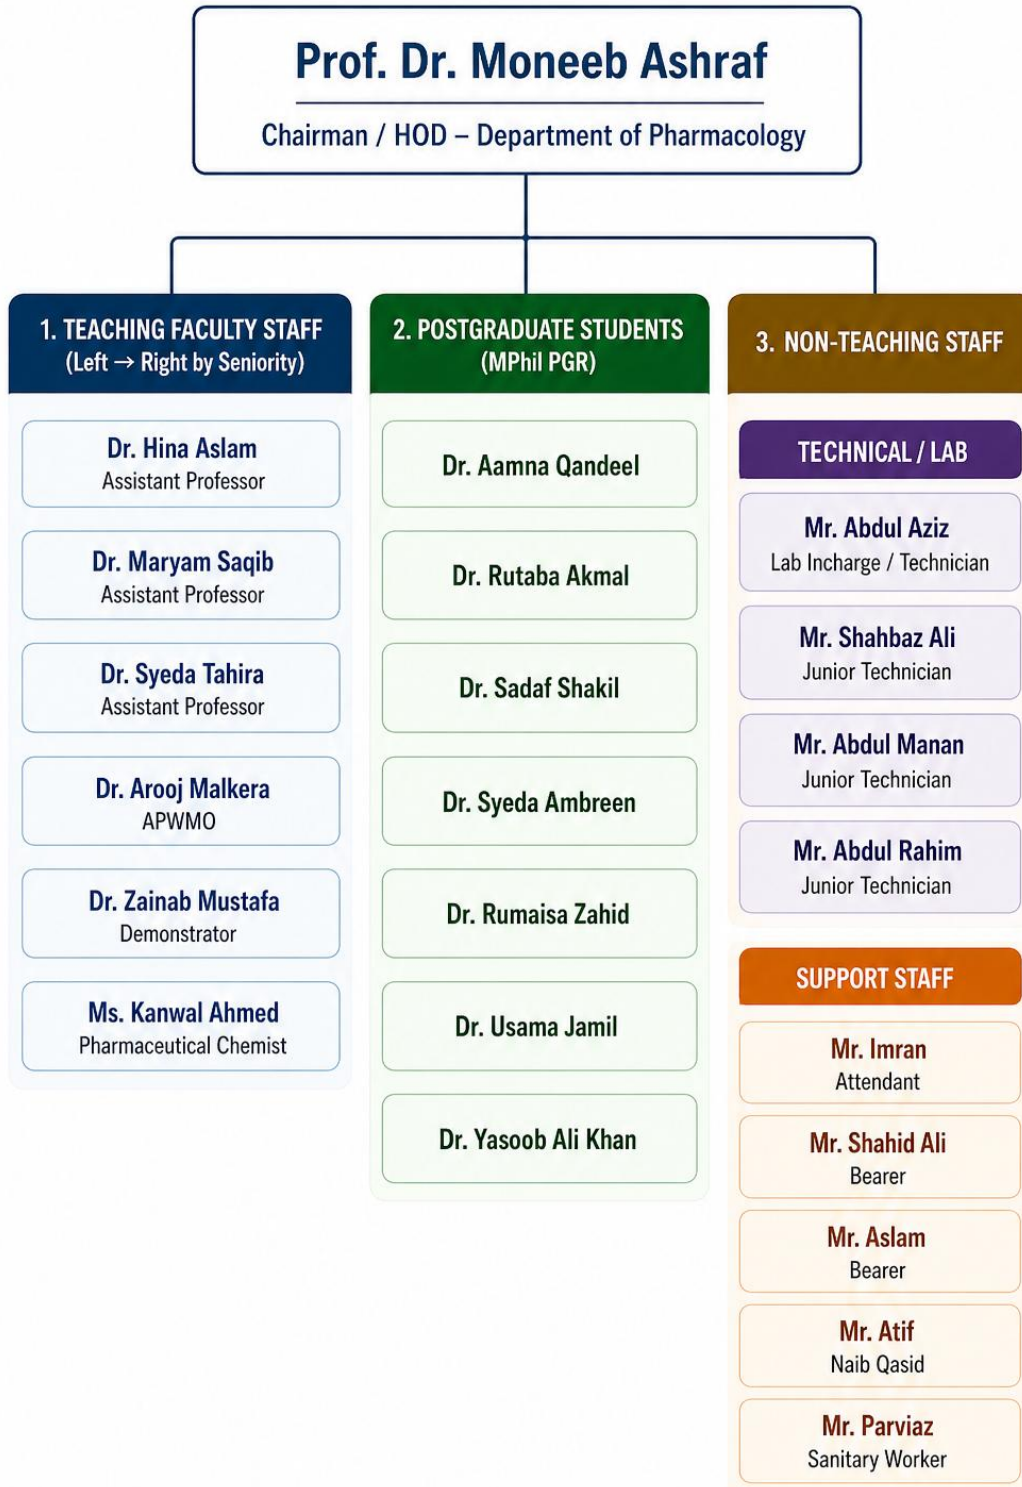 Prof. Dr. Moneeb Ashraf
Chairman / HOD – Department of Pharmacology
1. TEACHING FACULTY STAFF
(Left → Right by Seniority)
Dr. Hina Aslam
Assistant Professor
Dr. Maryam Saqib
Assistant Professor
Dr. Syeda Tahira
Assistant Professor
Dr. Arooj Malkera
APWMO
Dr. Zainab Mustafa
Demonstrator
Ms. Kanwal Ahmed
Pharmaceutical Chemist
2. POSTGRADUATE STUDENTS
(MPhil PGR)
Dr. Aamna Qandeel
Dr. Rutaba Akmal
Dr. Sadaf Shakil
Dr. Syeda Ambreen
Dr. Rumaisa Zahid
Dr. Usama Jamil
Dr. Yasoob Ali Khan
3. NON-TEACHING STAFF
TECHNICAL / LAB
Mr. Abdul Aziz
Lab Incharge / Technician
Mr. Shahbaz Ali
Junior Technician
Mr. Abdul Manan
Junior Technician
Mr. Abdul Rahim
Junior Technician
SUPPORT STAFF
Mr. Imran
Attendant
Mr. Shahid Ali
Bearer
Mr. Aslam
Bearer
Mr. Atif
Naib Qasid
Mr. Parviaz
Sanitary Worker